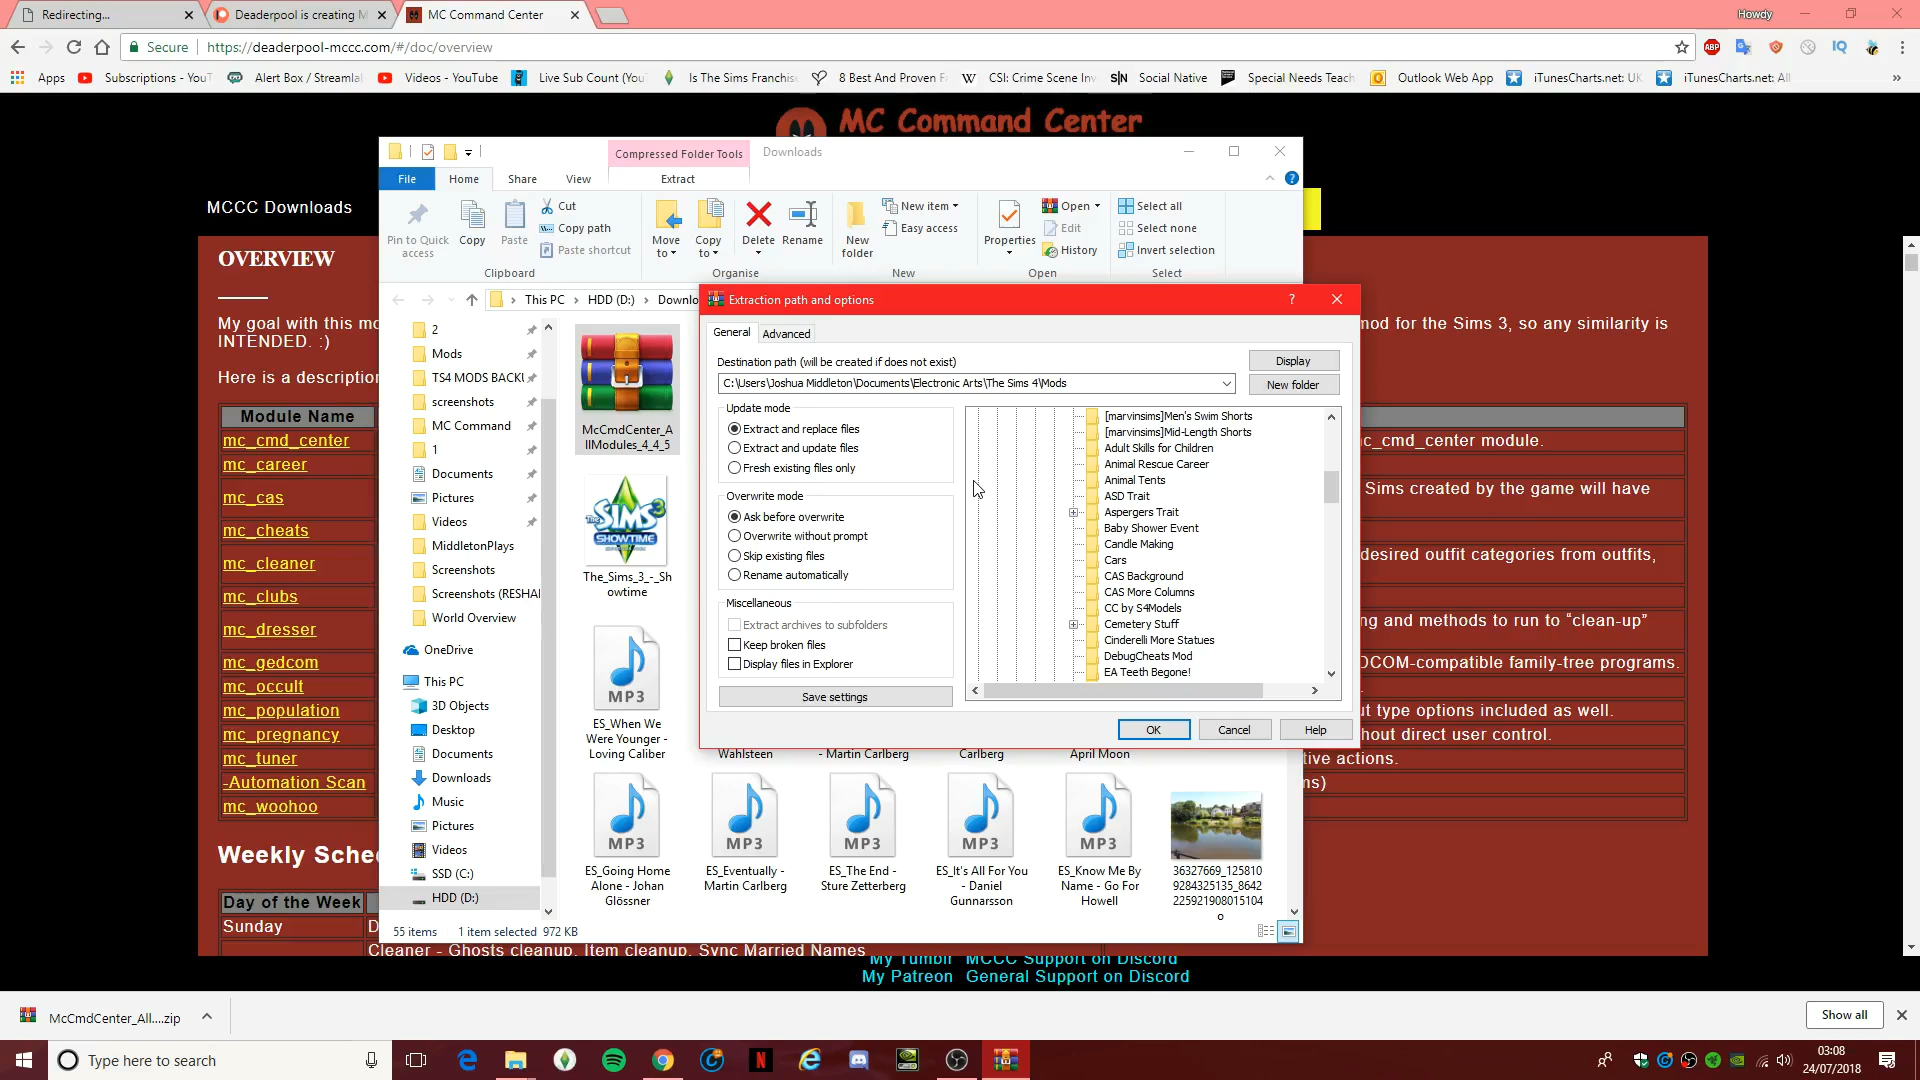 Redirecting...
Deaderpool is creating M
MC Command Center
Howdy
Secure
https://deaderpool-mccc.com/#/doc/overview
ABP
IQ
Apps
Subscriptions - YouT
Alert Box / Streamla
Videos - YouTube
Live Sub Count (You
Is The Sims Franchis
8 Best And Proven F
CSI: Crime Scene Inv
Social Native
Special Needs Teach
Outlook Web App
iTunesCharts.net: UK
iTunesCharts.net: All
MC Command Center
MCCC Downloads
OVERVIEW
My goal with this mo
mod for the Sims 3, so any similarity is
INTENDED. :)
Here is a description
Module Name
mc_cmd_center
mc_cmd_center module.
mc_career
mc_cas
Sims created by the game will have
mc_cheats
mc_cleaner
desired outfit categories from outfits,
mc_clubs
mc_dresser
ng and methods to run to “clean-up”
mc_gedcom
DCOM-compatible family-tree programs.
mc_occult
mc_population
ut type options included as well.
mc_pregnancy
hout direct user control.
mc_tuner
tive actions.
-Automation Scan
ms)
mc_woohoo
Weekly Sche
Day of the Week
Sunday
D
Cleaner - Ghosts cleanup, Item cleanup, Sync Married Names
My Tumblr MCCC Support on Discord
My Patreon General Support on Discord
Compressed Folder Tools
Downloads
File
Home
Share
View
Extract
Pin to Quick access
Copy
Paste
Cut
Copy path
Paste shortcut
Clipboard
Move to
Copy to
Delete
Rename
Organise
New folder
New item
Easy access
New
Properties
Open
Edit
History
Open
Select all
Select none
Invert selection
Select
This PC
HDD (D:)
Downlo
2
Mods
TS4 MODS BACKU
screenshots
MC Command
1
Documents
Pictures
Videos
MiddletonPlays
Screenshots
Screenshots (RESHA
World Overview
OneDrive
This PC
3D Objects
Desktop
Documents
Downloads
Music
Pictures
Videos
SSD (C:)
HDD (D:)
McCmdCenter_A
llModules_4_4_5
The Sims 3 SHOWTIME
The_Sims_3_-_Sh
owtime
MP3
ES_When We
Were Younger -
Loving Caliber
Wahlsteen
- Martin Carlberg
Carlberg
April Moon
MP3
MP3
MP3
MP3
MP3
ES_Going Home
Alone - Johan
Glössner
ES_Eventually -
Martin Carlberg
ES_The End -
Sture Zetterberg
ES_It's All For You
- Daniel
Gunnarsson
ES_Know Me By
Name - Go For
Howell
36327669_125810
9284325135_8642
225921908015104
o
55 items
1 item selected
972 KB
Extraction path and options
General
Advanced
Destination path (will be created if does not exist)
C:\Users\Joshua Middleton\Documents\Electronic Arts\The Sims 4\Mods
Display
New folder
Update mode
Extract and replace files
Extract and update files
Fresh existing files only
Overwrite mode
Ask before overwrite
Overwrite without prompt
Skip existing files
Rename automatically
Miscellaneous
Extract archives to subfolders
Keep broken files
Display files in Explorer
Save settings
[marvinsims]Men's Swim Shorts
[marvinsims]Mid-Length Shorts
Adult Skills for Children
Animal Rescue Career
Animal Tents
ASD Trait
Aspergers Trait
Baby Shower Event
Candle Making
Cars
CAS Background
CAS More Columns
CC by S4Models
Cemetery Stuff
Cinderelli More Statues
DebugCheats Mod
EA Teeth Begone!
OK
Cancel
Help
McCmdCenter_All....zip
Show all
Type here to search
03:08
24/07/2018